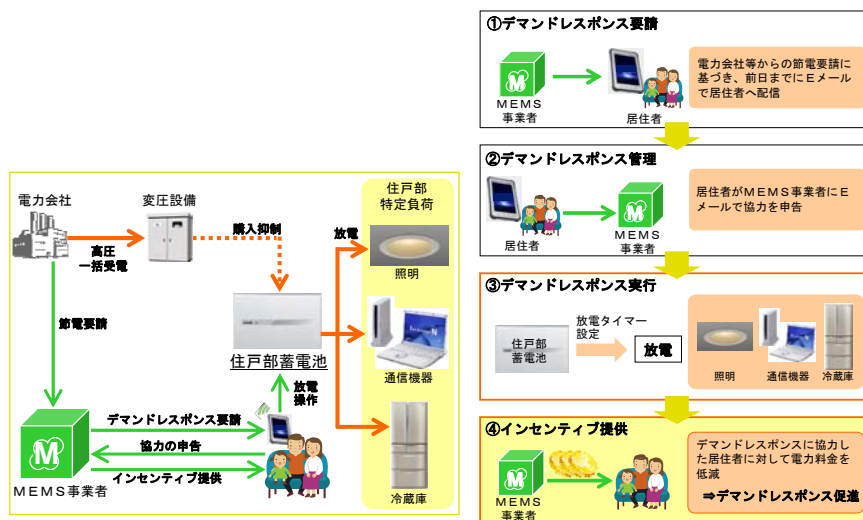 電力会社
変圧設備
高圧
一括受電
購入抑制
住戸部
特定負荷
放電
照明
節電要請
住戸部蓄電池
通信機器
放電
操作
デマンドレスポンス要請
協力の申告
インセンティブ提供
ＭＥＭＳ事業者
冷蔵庫
①デマンドレスポンス要請
ＭＥＭＳ
事業者
居住者
電力会社等からの節電要請に
基づき、前日までにＥメール
で居住者へ配信
②デマンドレスポンス管理
居住者
ＭＥＭＳ
事業者
居住者がＭＥＭＳ事業者にＥ
メールで協力を申告
③デマンドレスポンス実行
住戸部
蓄電池
放電タイマー
設定
放電
照明
通信機器
冷蔵庫
④インセンティブ提供
ＭＥＭＳ
事業者
居住者
デマンドレスポンスに協力し
た居住者に対して電力料金を
低減
⇒デマンドレスポンス促進